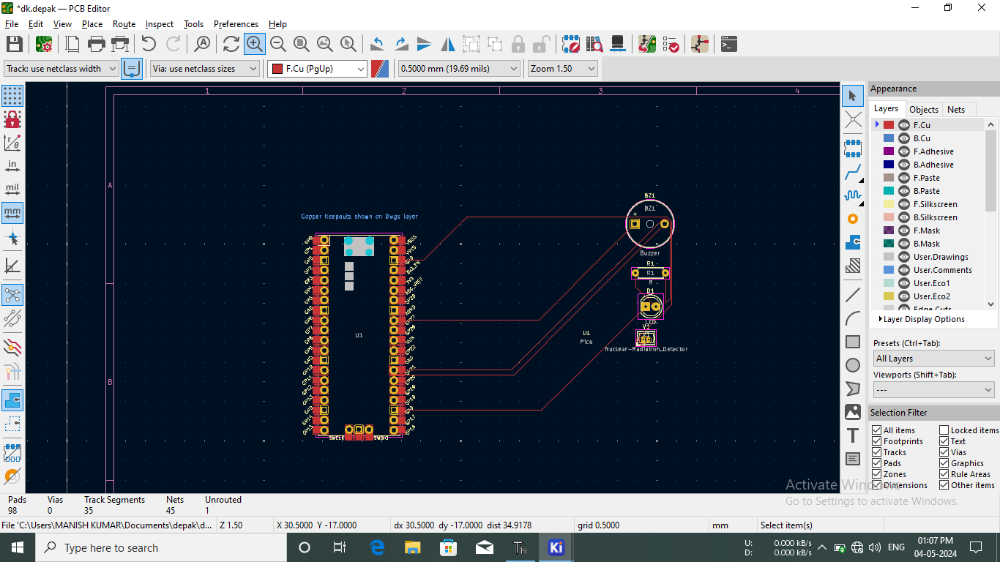 *dk.depak — PCB Editor
File Edit View Place Route Inspect Tools Preferences Help
Track: use netclass width Via: use netclass sizes F.Cu (PgUp) 0.5000 mm (19.69 mils) Zoom 1.50
in
mil
mm
1 2 3 4
A
B
Copper Keepouts shown on Dwgs layer
U1
SWCLK SWDIO
BZ1
BZ1
+
Buzzer
R1
R1
R
D1
LED
V1
U1
Pico
Nuclear-Radiation_Detector
Appearance
Layers Objects Nets
F.Cu
B.Cu
F.Adhesive
B.Adhesive
F.Paste
B.Paste
F.Silkscreen
B.Silkscreen
F.Mask
B.Mask
User.Drawings
User.Comments
User.Eco1
User.Eco2
Edge.Cuts
Layer Display Options
Presets (Ctrl+Tab):
All Layers
Viewports (Shift+Tab):
---
Selection Filter
All items Locked items
Footprints Text
Tracks Vias
Pads Graphics
Zones Rule Areas
Dimensions Other items
Activate Windows
Go to Settings to activate Windows.
Pads Vias Track Segments Nets Unrouted
98 0 35 45 1
File 'C:\Users\MANISH KUMAR\Documents\depak\d... Z 1.50 X 30.5000 Y -17.0000 dx 30.5000 dy -17.0000 dist 34.9178 grid 0.5000 mm Select item(s)
Type here to search
U: 0.000 kB/s
D: 0.000 kB/s
ENG
01:07 PM
04-05-2024